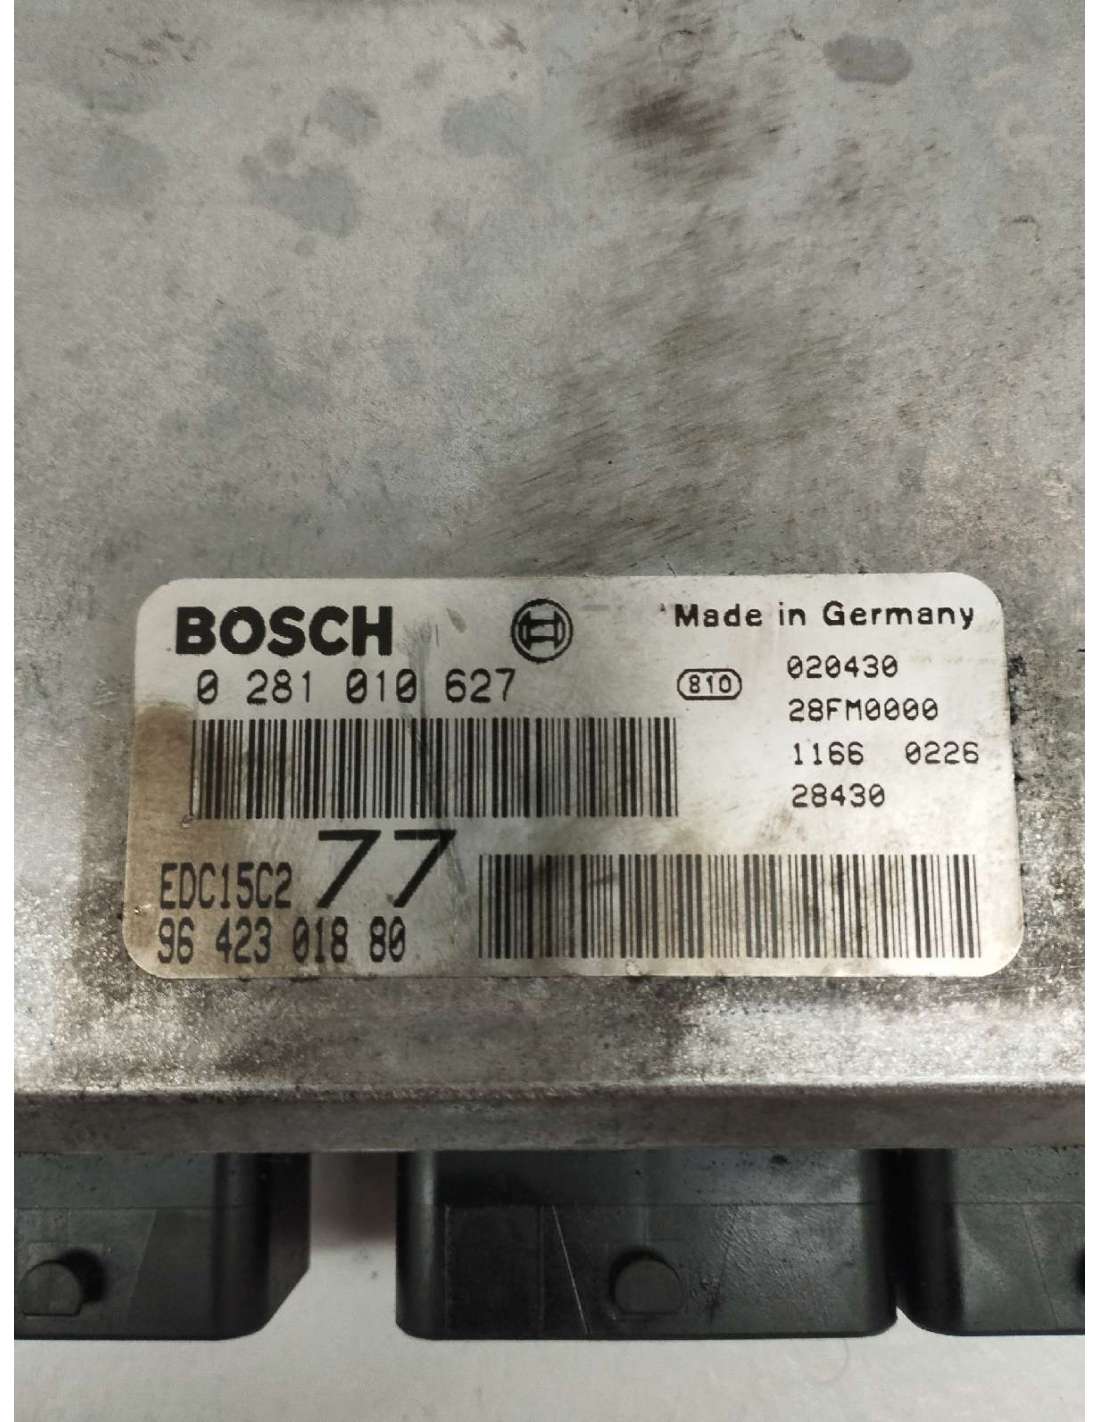 BOSCH
Made in Germany
0 281 010 627
810
020430
28FM0000
1166 0226
28430
77
EDC15C2
96 423 018 80